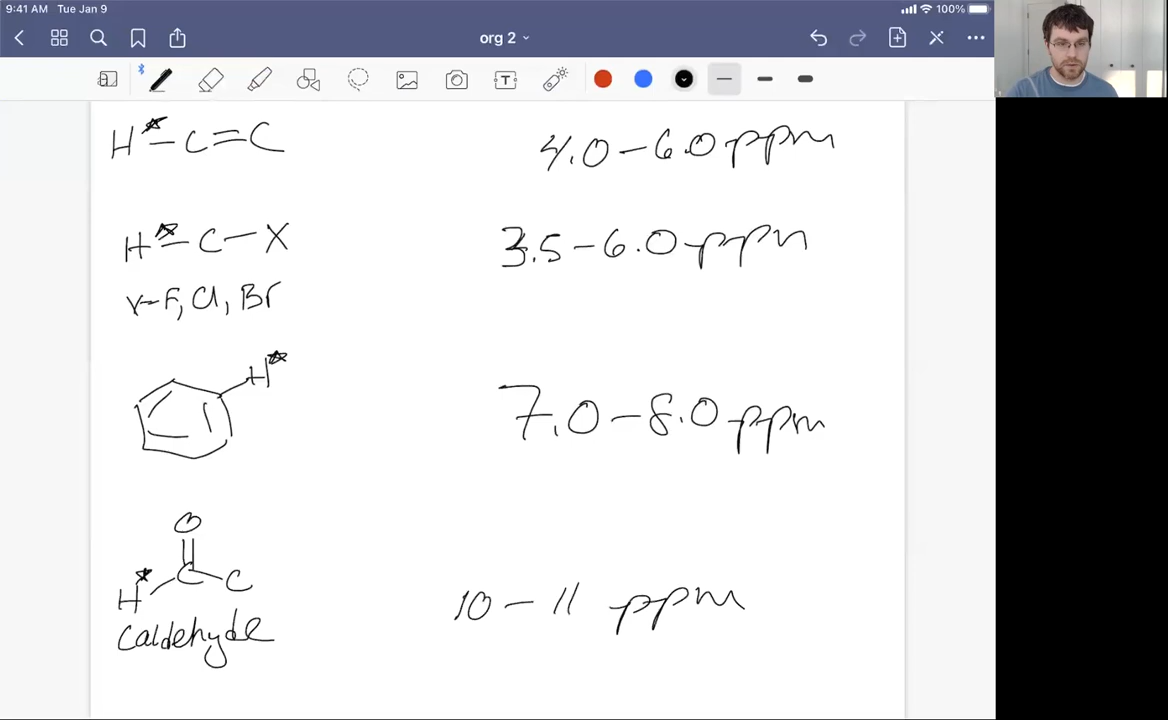 9:41 AM Tue Jan 9
100%
org 2
T
H*-C=C 4.0-6.0 ppm
H*-C-X 3.5-6.0 ppm
X-F, Cl, Br
H* 7.0-8.0 ppm
O
H* C C 10-11 ppm
Caldehyde